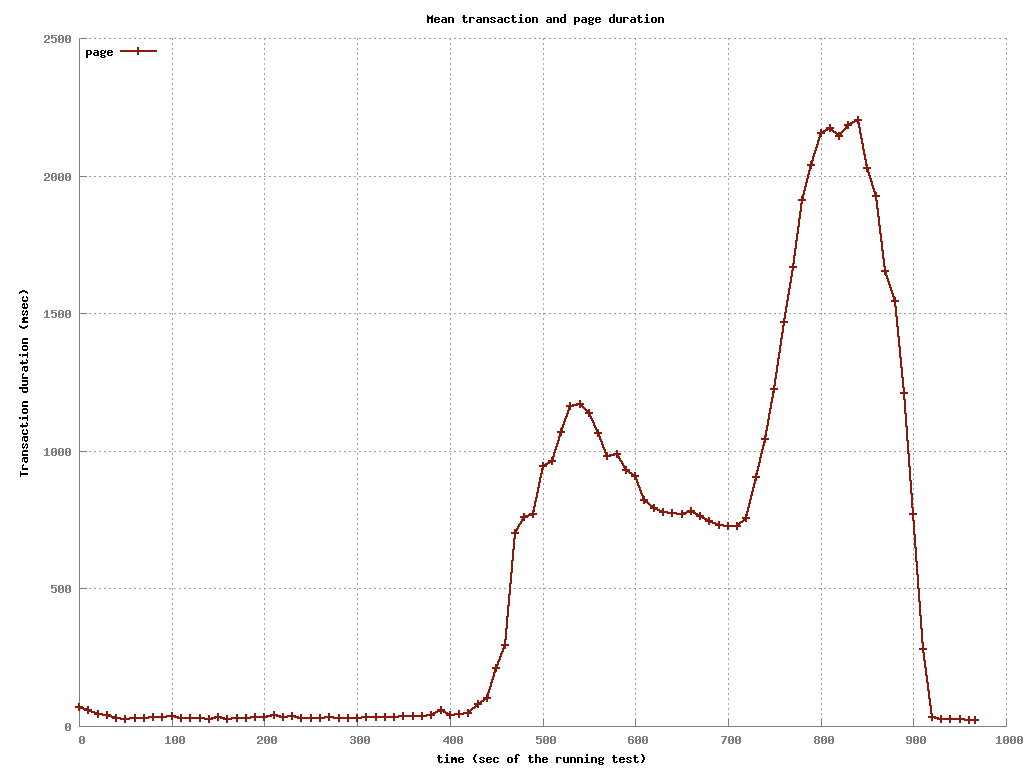 Mean transaction and page duration
page
2500
2000
1500
1000
500
0
Transaction duration (msec)
0 100 200 300 400 500 600 700 800 900 1000
time (sec of the running test)